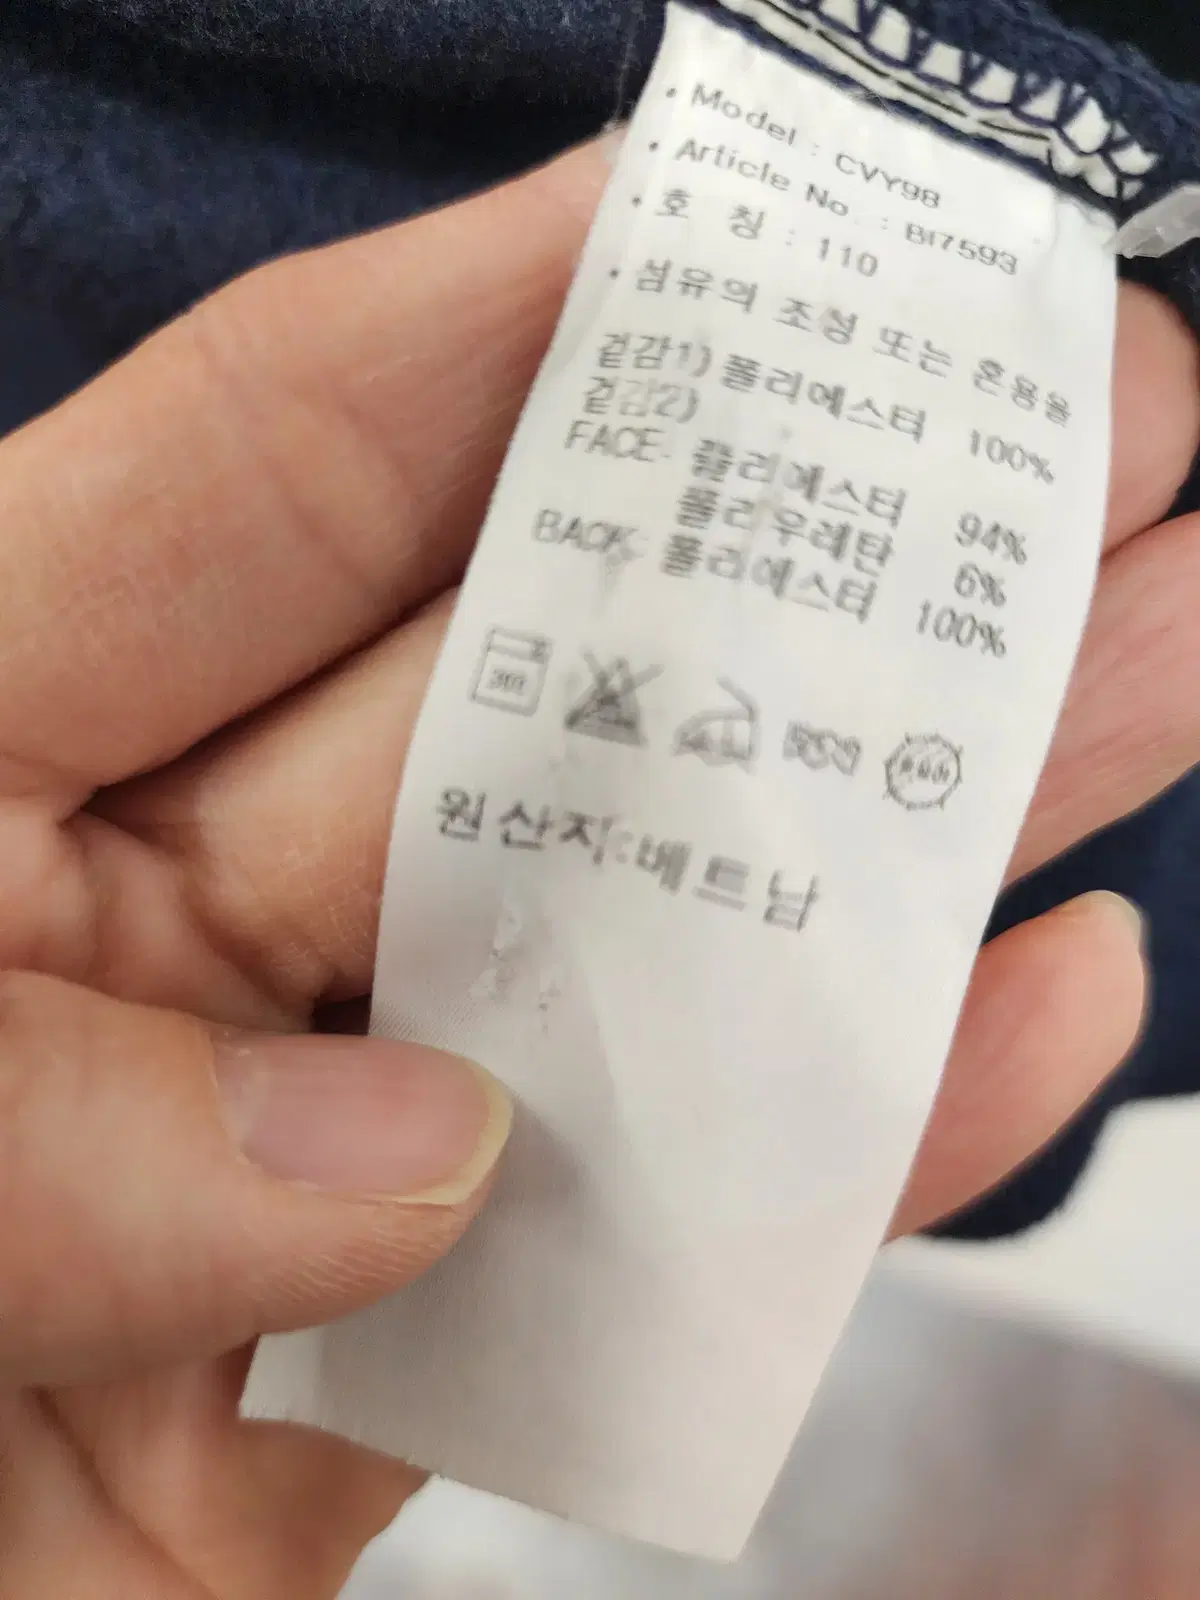 • Model : CVY98
• Article No. : BI7593
• 호 칭 : 110
• 섬유의 조성 또는 혼용율
겉감1) 폴리에스터 100%
겉감2)
FACE: 폴리에스터 94%
폴리우레탄 6%
BACK: 폴리에스터 100%
원산지:베트남